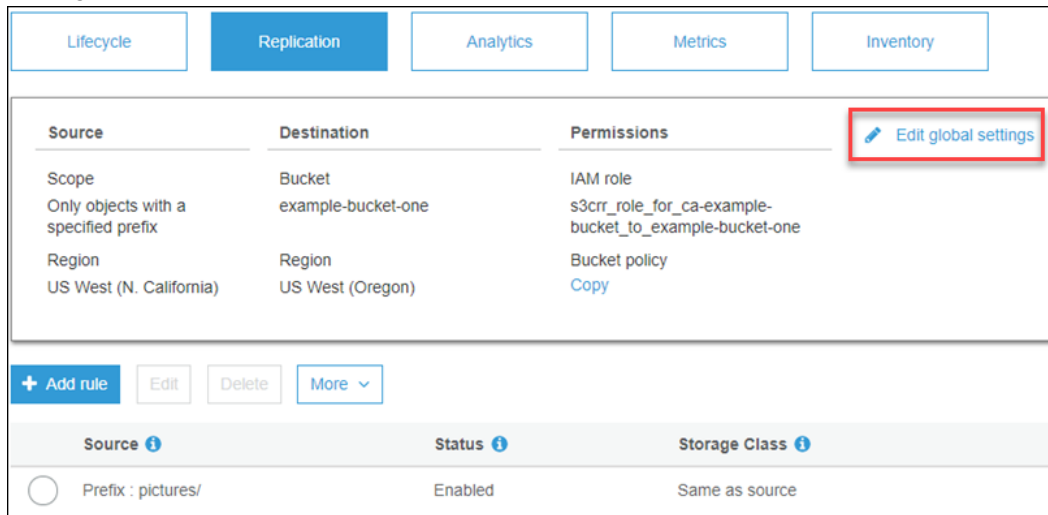 Lifecycle Replication Analytics Metrics Inventory
Source Destination Permissions Edit global settings
Scope Bucket IAM role
Only objects with a example-bucket-one s3crr_role_for_ca-example-
specified prefix bucket_to_example-bucket-one
Region Region Bucket policy
US West (N. California) US West (Oregon) Copy
+ Add rule Edit Delete More
Source Status Storage Class
Prefix : pictures/ Enabled Same as source